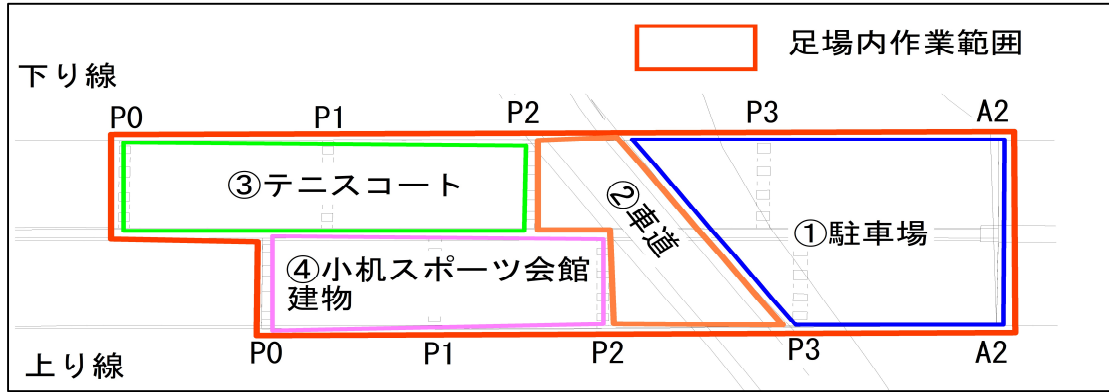 足場内作業範囲
下り線
P0 P1 P2 P3 A2
③テニスコート
②車道
①駐車場
④小机スポーツ会館
建物
P0 P1 P2 P3 A2
上り線